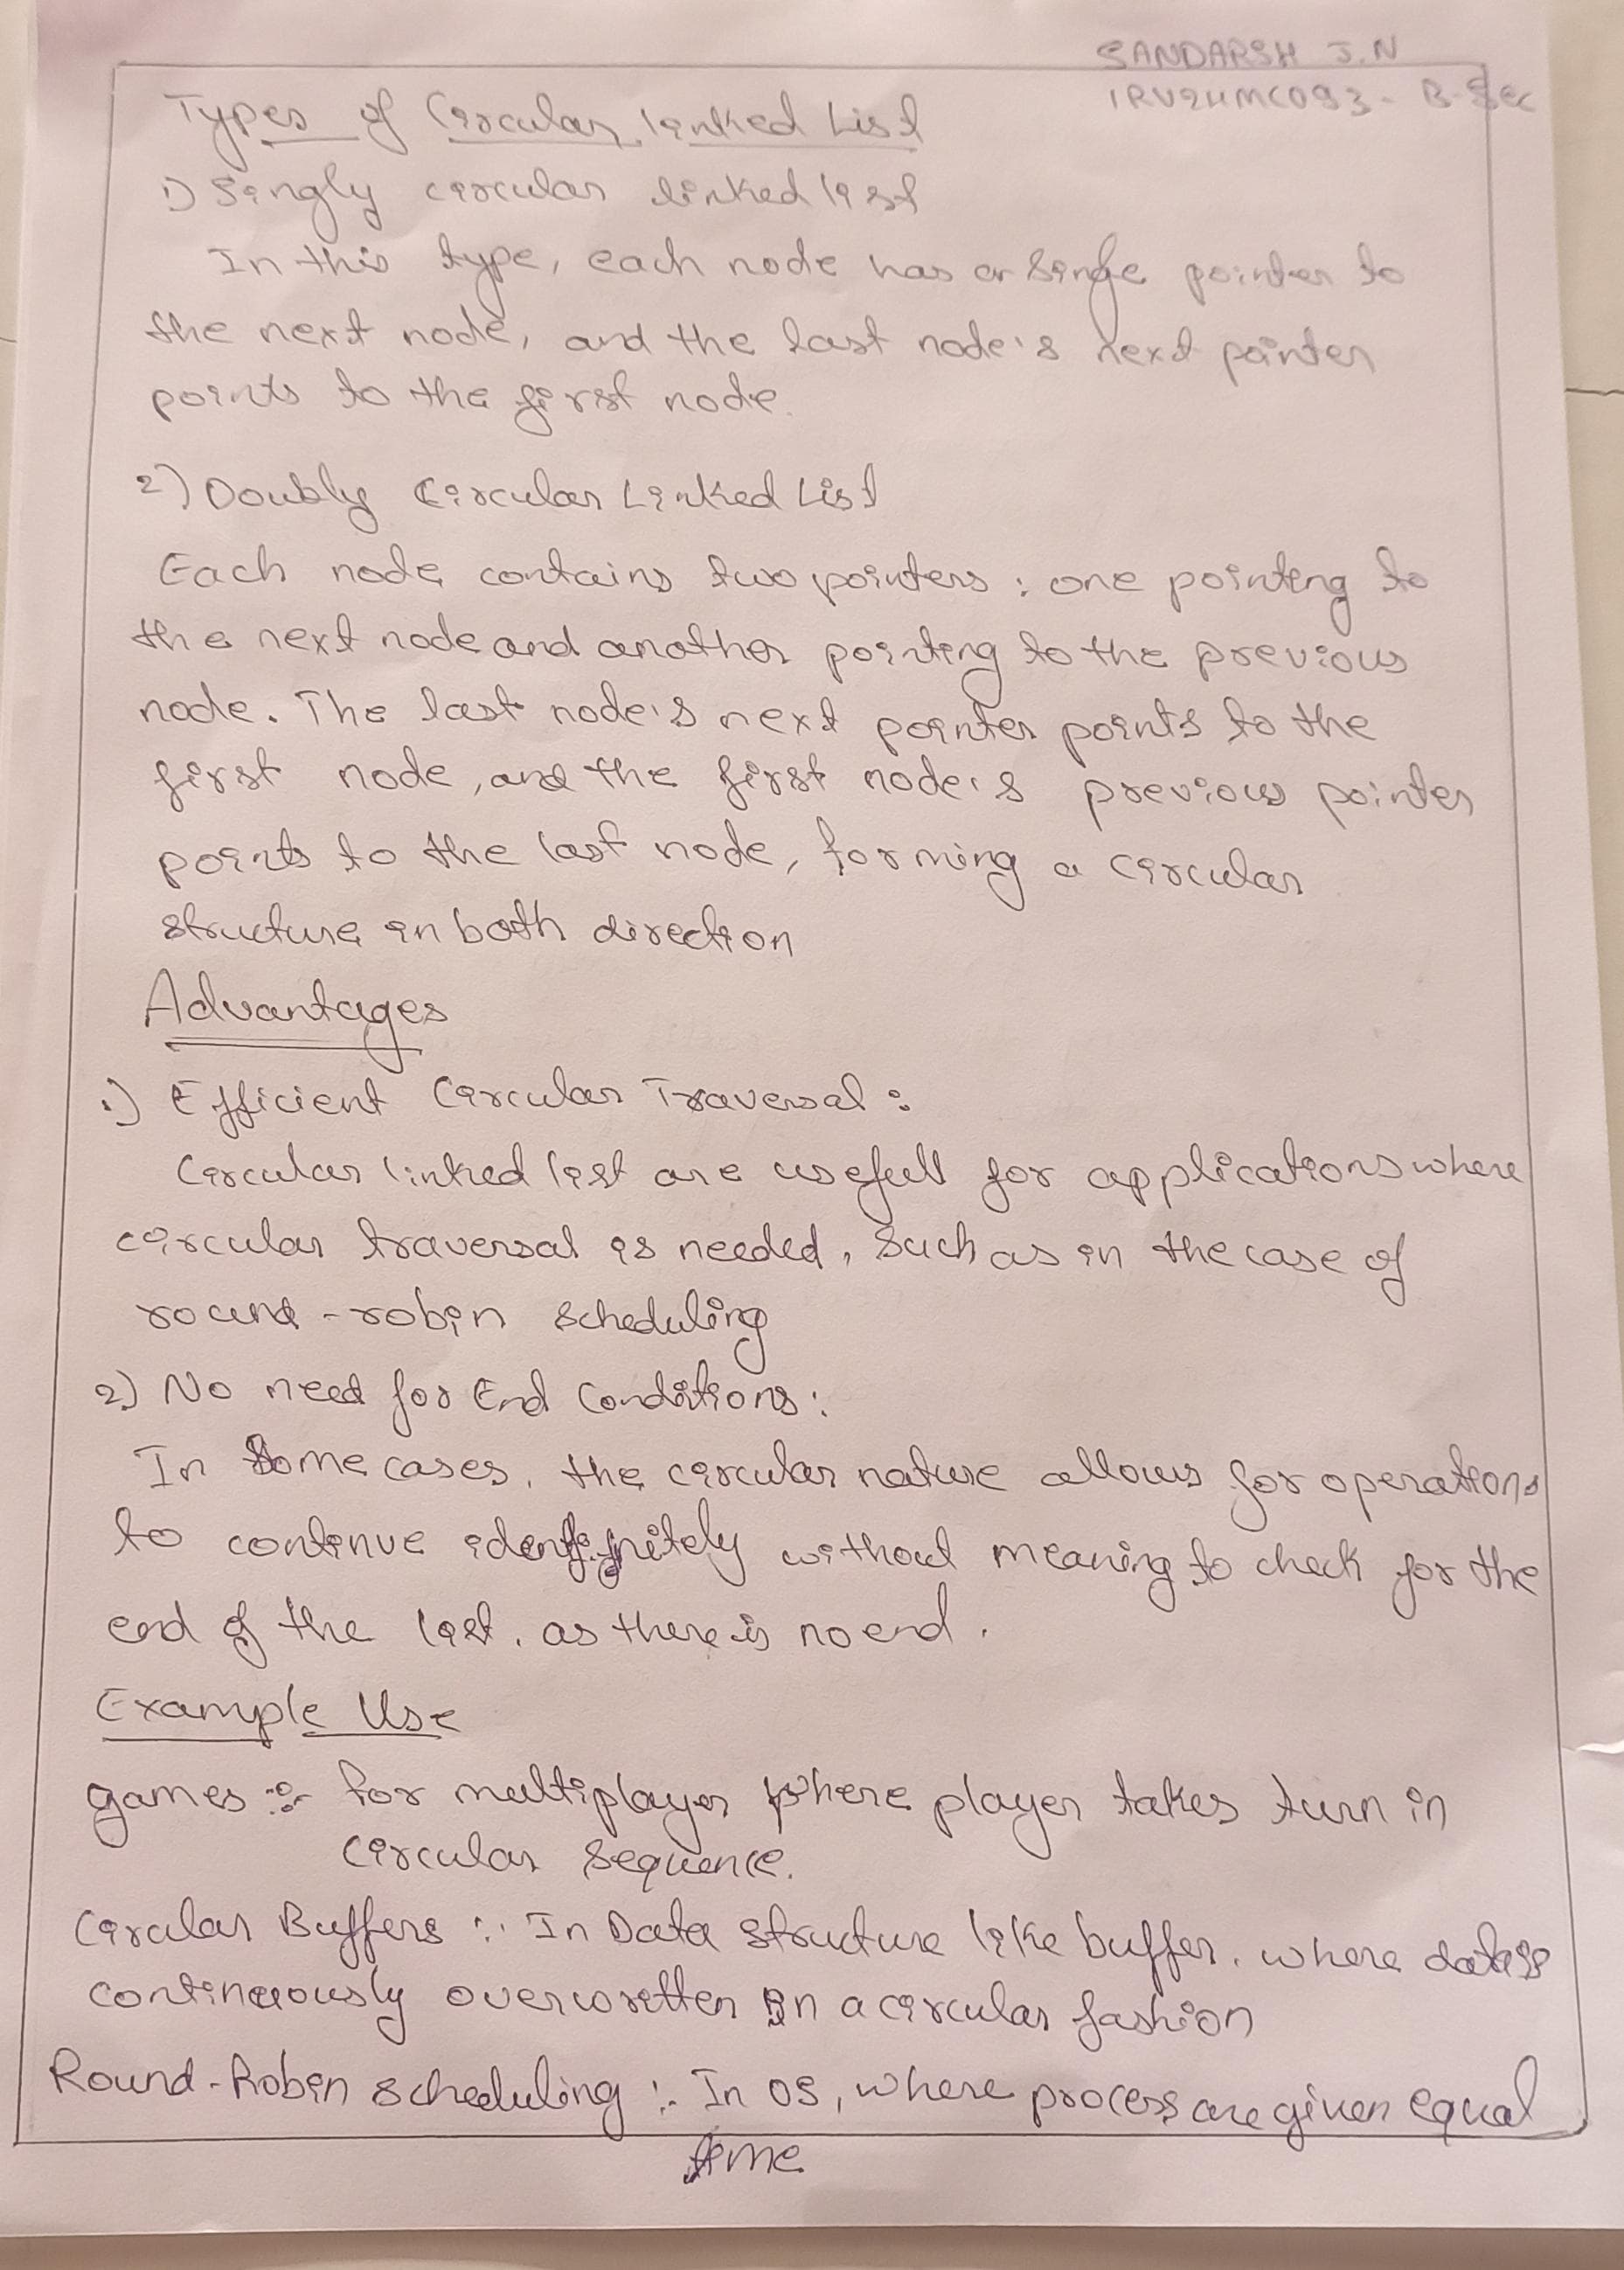 SANDARSH J.N
1RV24MC093 - B-Sec
Types of Circular linked List
1) Singly circular linked list
In this type, each node has a singe pointer to
the next node, and the last node's next pointer
points to the first node.
2) Doubly Circular Linked List
Each node contains two pointers : one pointing to
the next node and another pointing to the previous
node. The last node's next pointer points to the
first node, and the first node's previous pointer
points to the last node, forming a circular
structure in both direction
Advantages
1) Efficient Circular Traversal :
Circular linked list are usefull for applications where
circular traversal is needed, such as in the case of
round - robin scheduling
2) No need for End Conditions :
In Some cases, the circular nature allows for operations
to continue without meaning to check for the
end of the list, as there is no end.
Example Use
games :- for multiplayer where player takes turn in
circular sequence.
Circular Buffers :- In Data structure like buffer, where data is
continuously overwritten in a circular fashion
Round-Robin scheduling :- In OS, where process are given equal
time